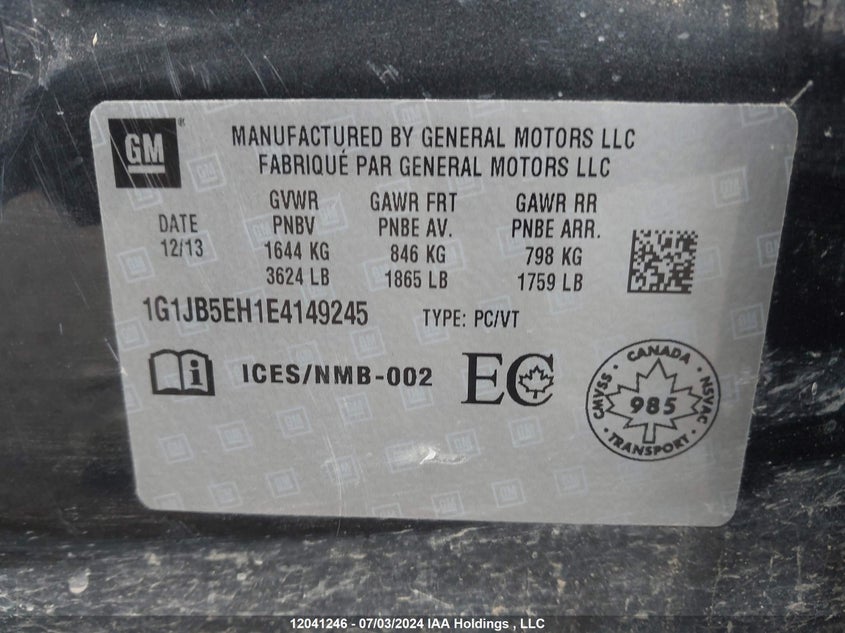 GM ®
MANUFACTURED BY GENERAL MOTORS LLC
FABRIQUÉ PAR GENERAL MOTORS LLC
DATE
12/13
GVWR
PNBV
1644 KG
3624 LB
GAWR FRT
PNBE AV.
846 KG
1865 LB
GAWR RR
PNBE ARR.
798 KG
1759 LB
1G1JB5EH1E4149245 TYPE: PC/VT
i ICES/NMB-002 EC
CMVSS • CANADA • NSVAC • TRANSPORT •
985
12041246 - 07/03/2024 IAA Holdings , LLC